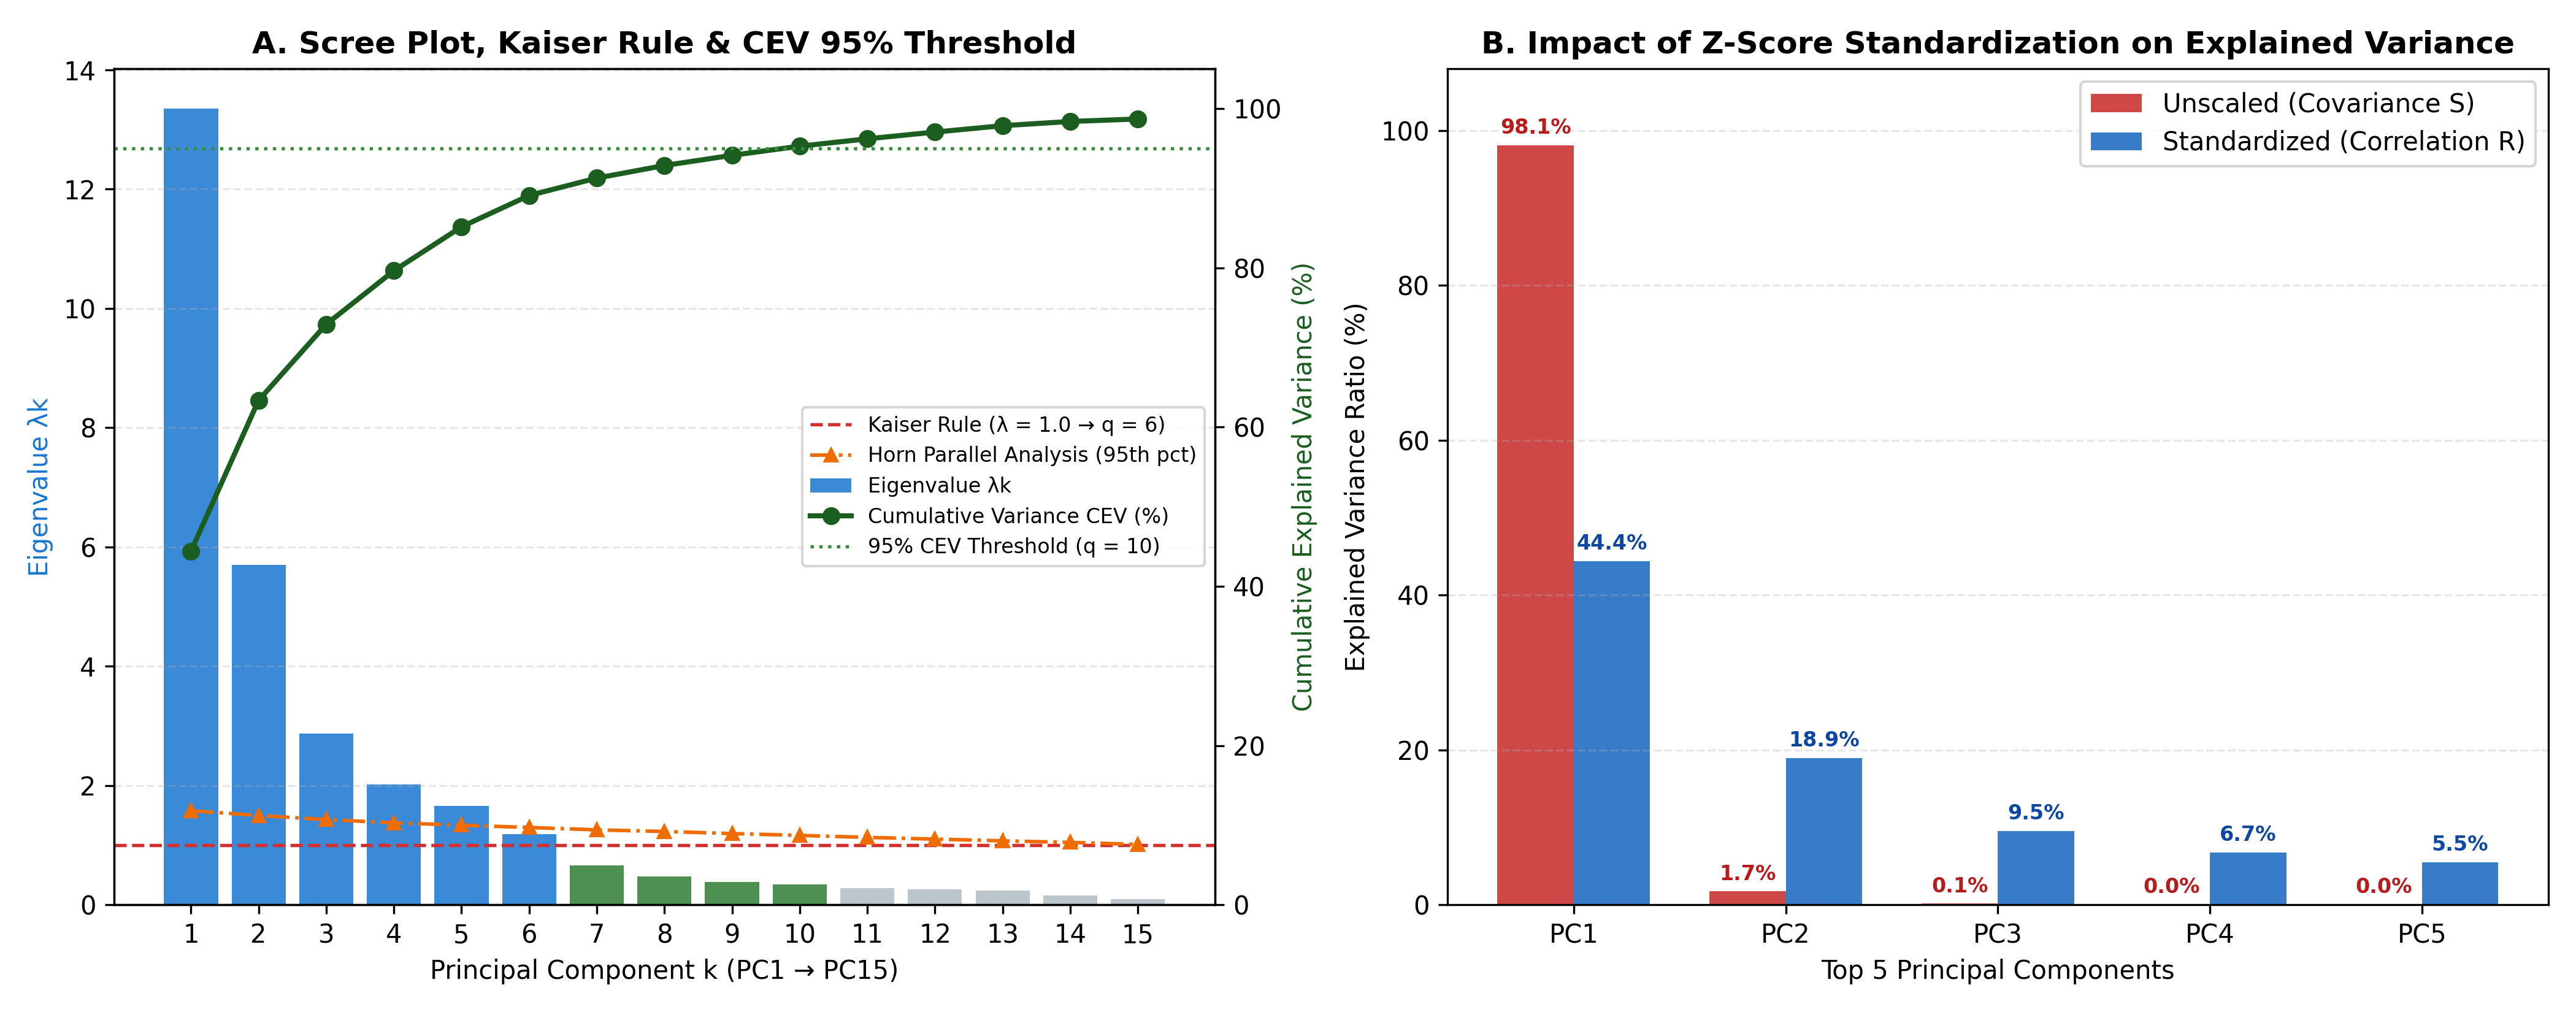 A. Scree Plot, Kaiser Rule & CEV 95% Threshold
14
12
10
8
6
4
2
0
Eigenvalue λk
100
80
60
40
20
0
Cumulative Explained Variance (%)
Kaiser Rule (λ = 1.0 → q = 6)
Horn Parallel Analysis (95th pct)
Eigenvalue λk
Cumulative Variance CEV (%)
95% CEV Threshold (q = 10)
1 2 3 4 5 6 7 8 9 10 11 12 13 14 15
Principal Component k (PC1 → PC15)
B. Impact of Z-Score Standardization on Explained Variance
Unscaled (Covariance S)
Standardized (Correlation R)
100
80
60
40
20
0
Explained Variance Ratio (%)
98.1%
44.4%
1.7%
18.9%
0.1%
9.5%
0.0%
6.7%
0.0%
5.5%
PC1 PC2 PC3 PC4 PC5
Top 5 Principal Components